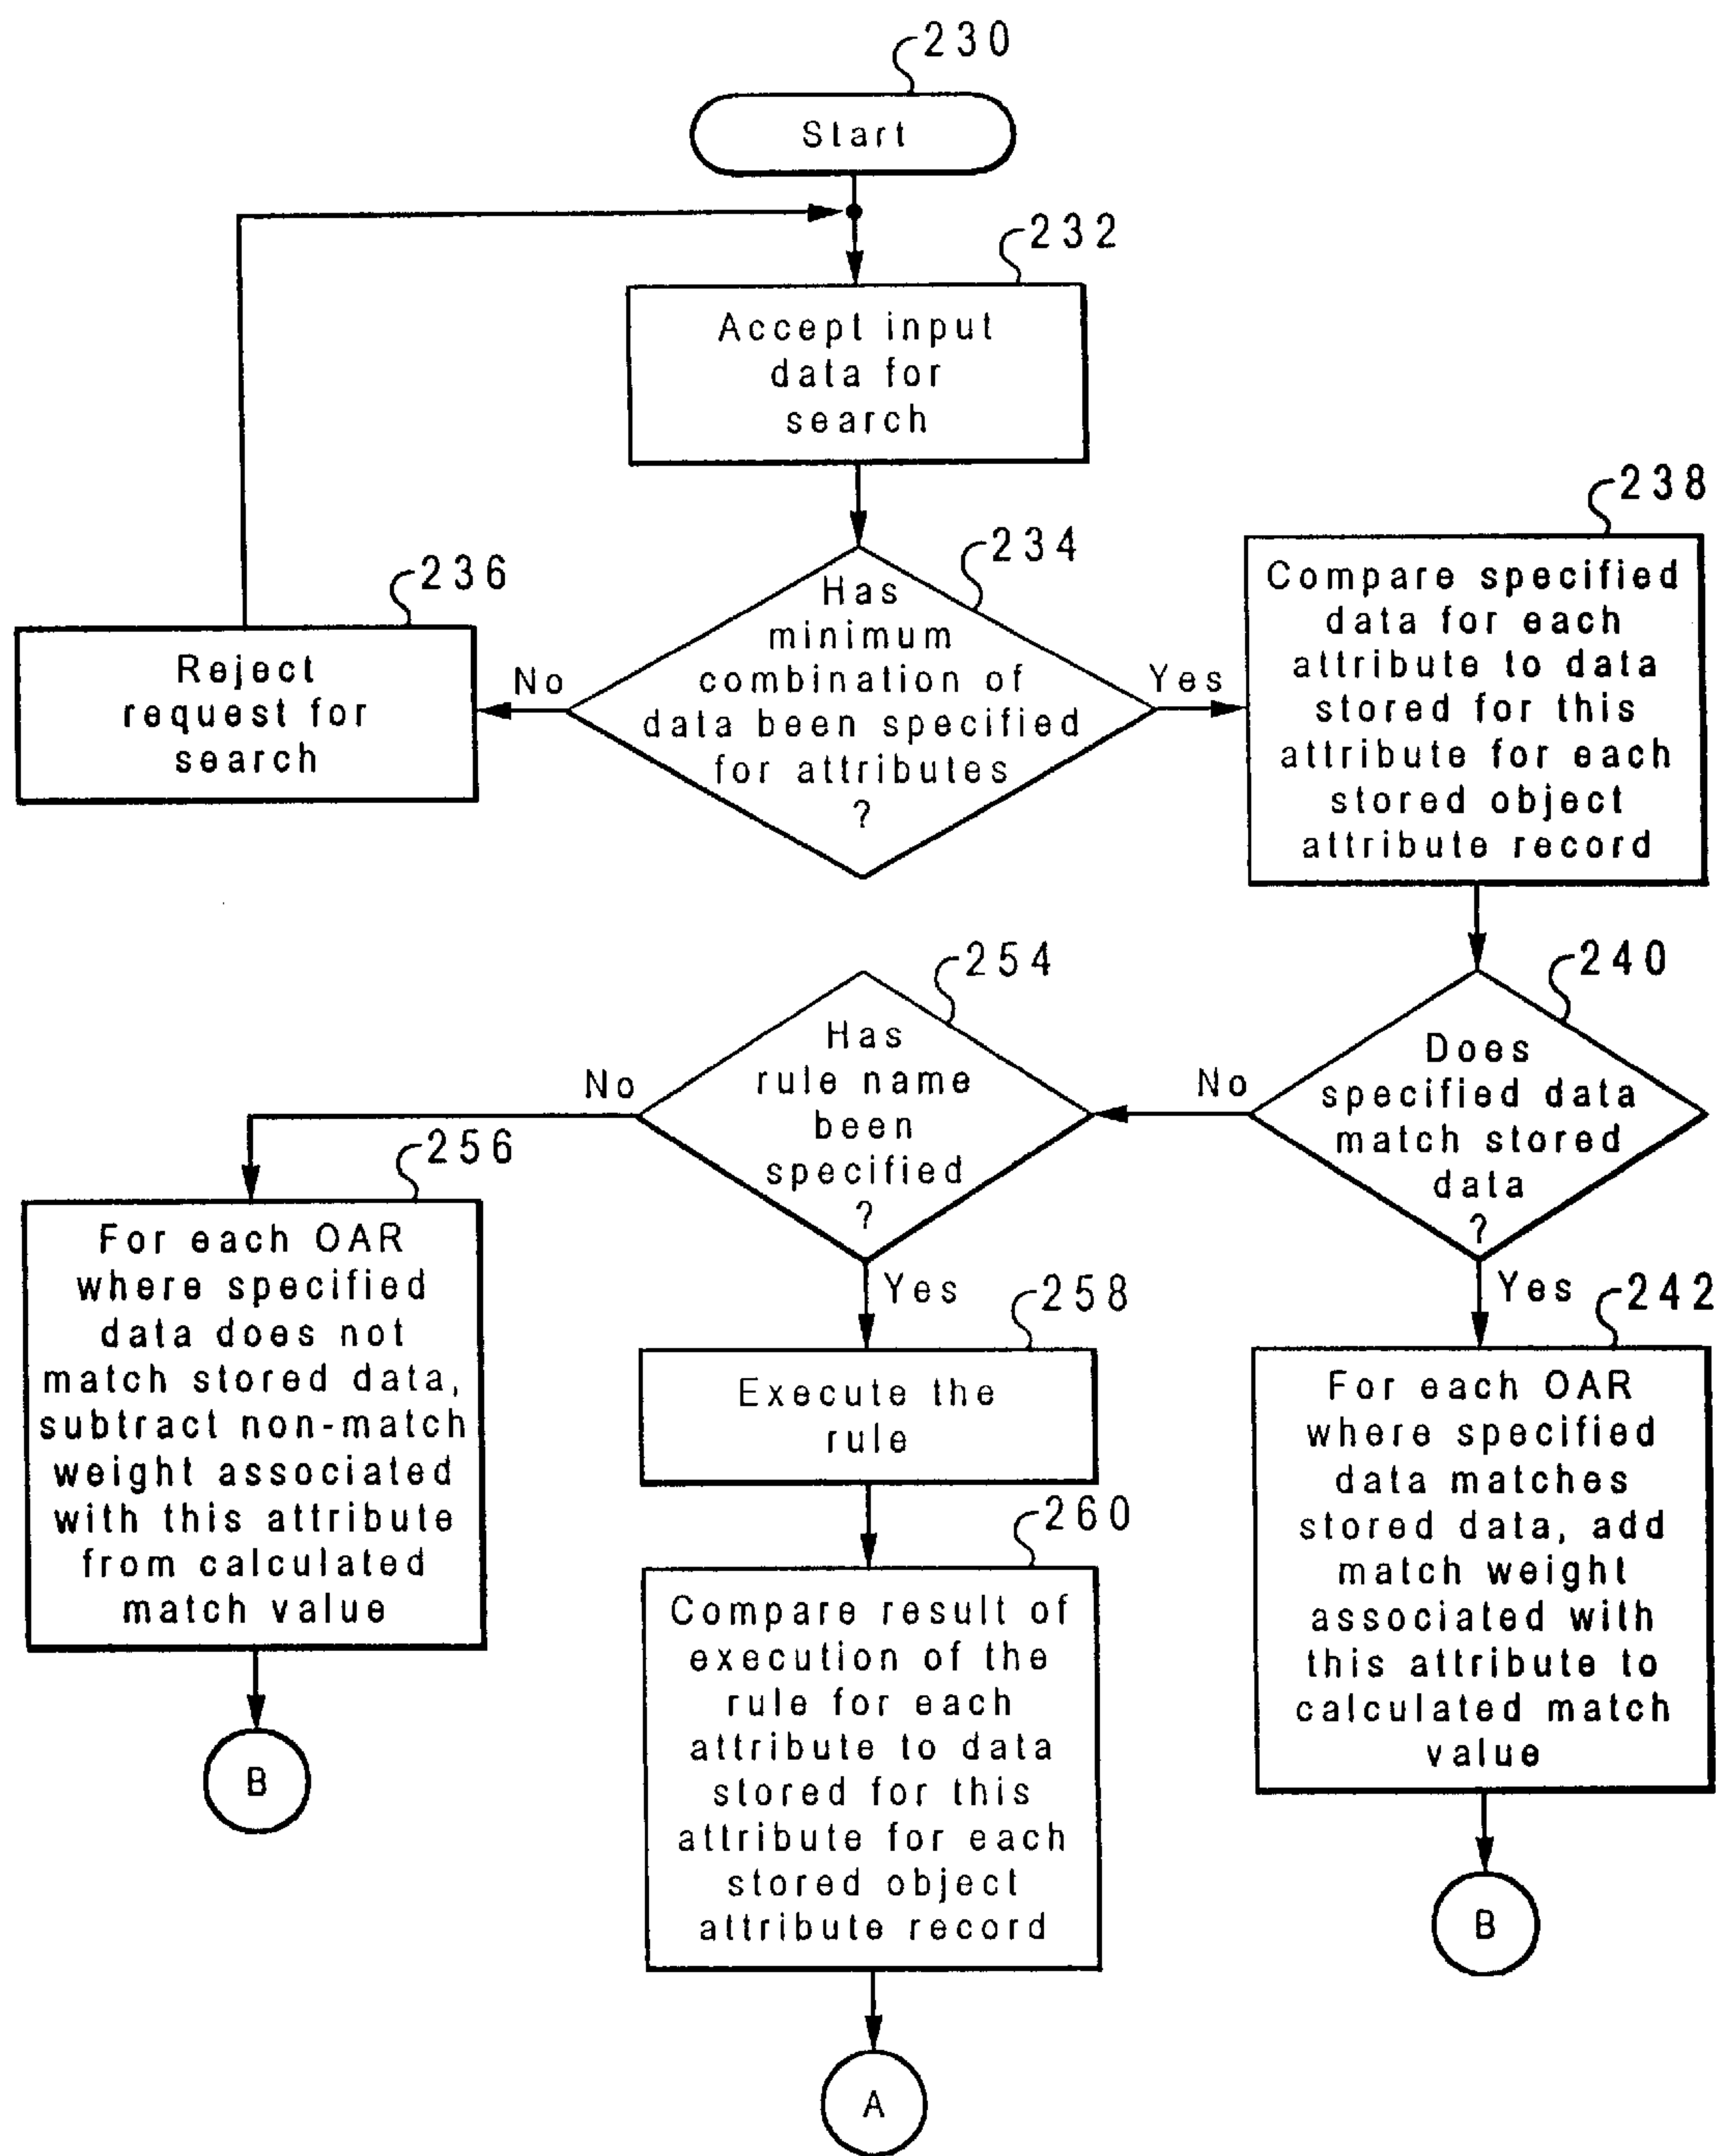 230
Start
232
Accept input
data for
search
234
Has
minimum
combination of
data been specified
for attributes
?
No
Yes
236
Reject
request for
search
238
Compare specified
data for each
attribute to data
stored for this
attribute for each
stored object
attribute record
240
Does
specified data
match stored
data
?
No
Yes
254
Has
rule name
been
specified
?
No
Yes
256
For each OAR
where specified
data does not
match stored data,
subtract non-match
weight associated
with this attribute
from calculated
match value
B
258
Execute the
rule
260
Compare result of
execution of the
rule for each
attribute to data
stored for this
attribute for each
stored object
attribute record
A
242
For each OAR
where specified
data matches
stored data, add
match weight
associated with
this attribute to
calculated match
value
B